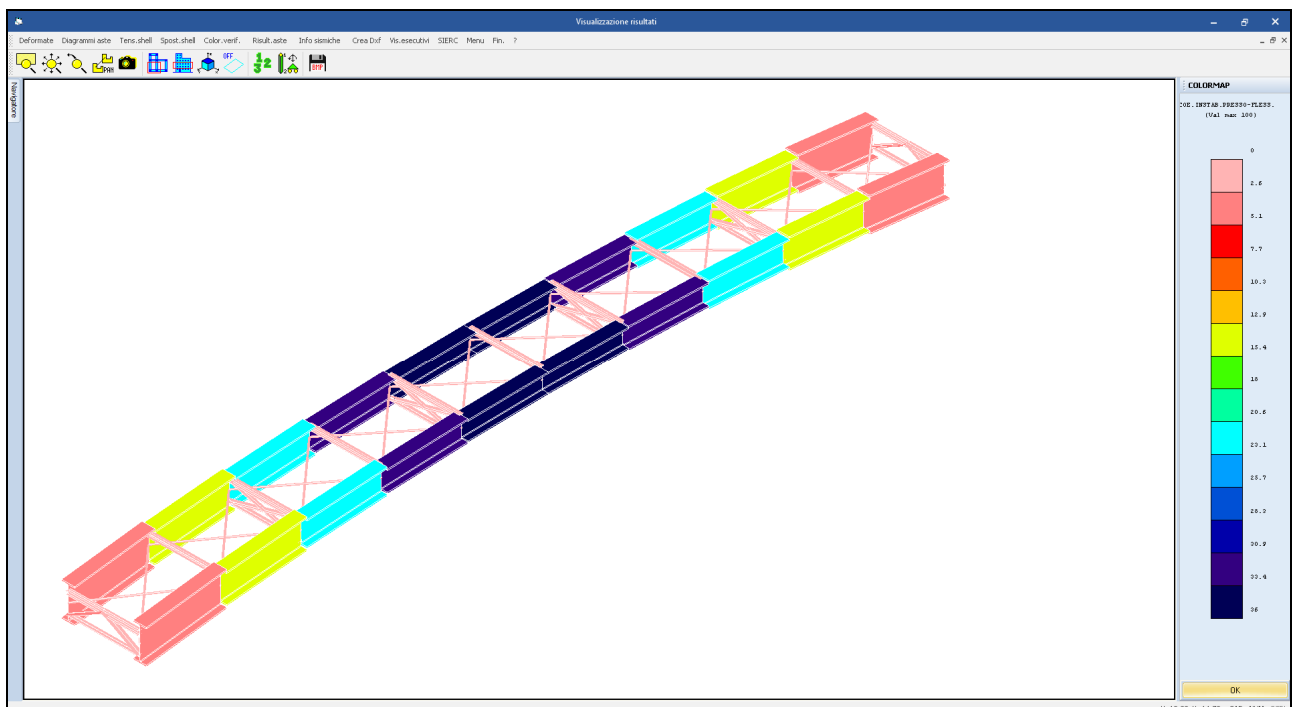 Visualizzazione risultati
Deformate Diagrammi aste Tens.shell Spost.shell Color.verif. Risult.aste Info sismiche Crea Dxf Vis.esecutivi SIERC Menu Fin. ?
PAN
OFF
BMP
Navigatore
COLORMAP
COE.INSTAB.PRESSO-FLESS.
(Val max 100)
0
2.6
5.1
7.7
10.3
12.9
15.4
18
20.6
23.1
25.7
28.3
30.9
33.4
36
OK